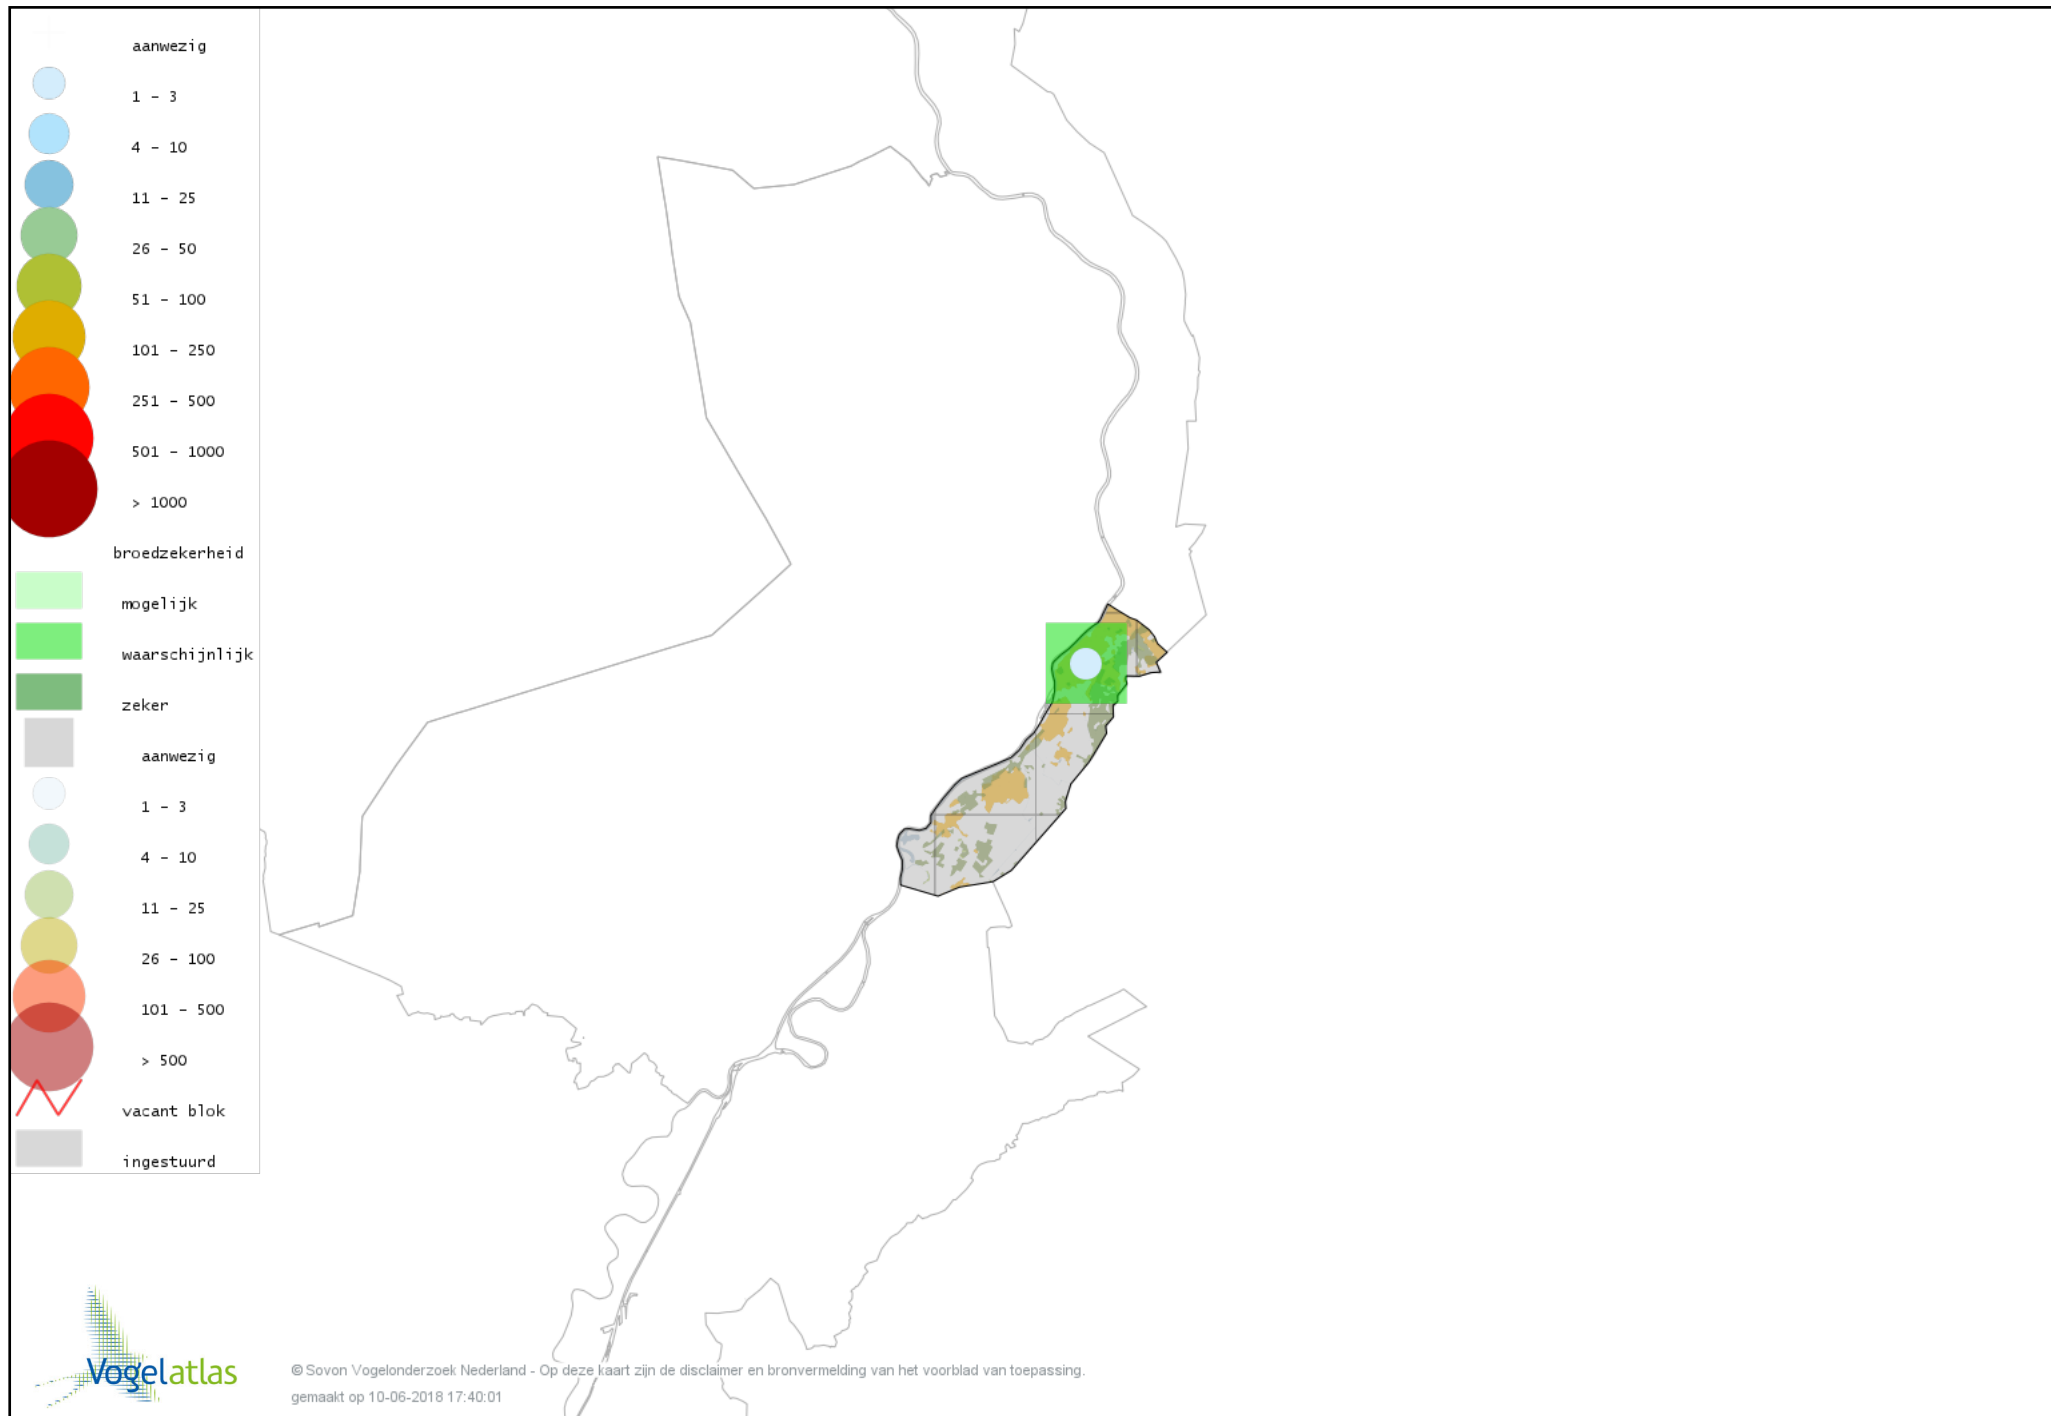 aanwezig
1 - 3
4 - 10
11 - 25
26 - 50
51 - 100
101 - 250
251 - 500
501 - 1000
> 1000
broedzekerheid
mogelijk
waarschijnlijk
zeker
aanwezig
1 - 3
4 - 10
11 - 25
26 - 100
101 - 500
> 500
vacant blok
ingestuurd
Vogelatlas
© Sovon Vogelonderzoek Nederland - Op deze kaart zijn de disclaimer en bronvermelding van het voorblad van toepassing.
gemaakt op 10-06-2018 17:40:01